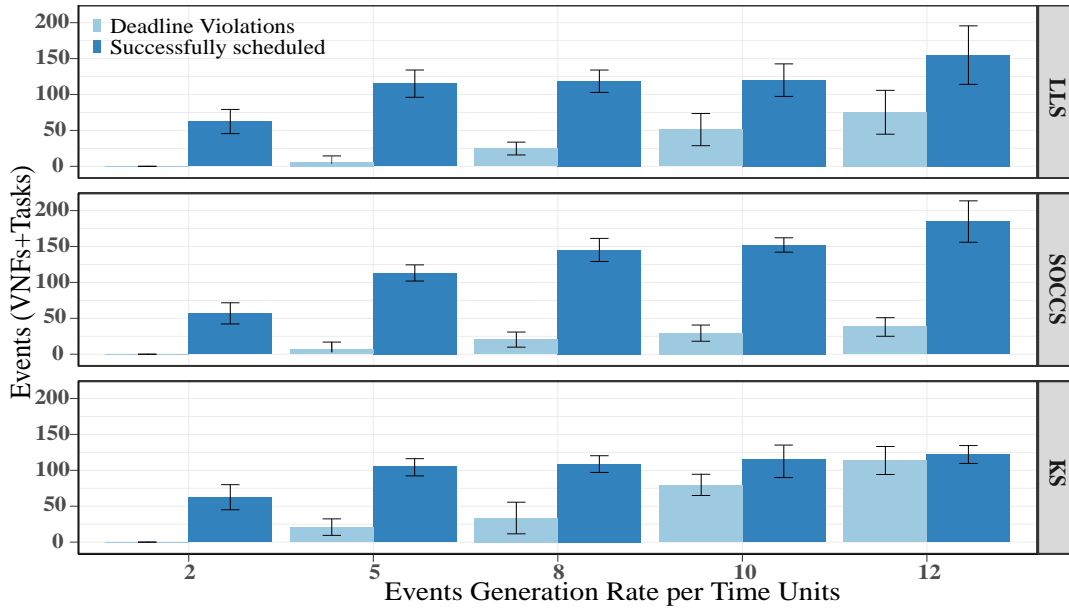 Deadline Violations
Successfully scheduled
Events (VNFs+Tasks)
200
150
100
50
0
LLS
200
150
100
50
0
SOCCS
200
150
100
50
0
KS
2 5 8 10 12
Events Generation Rate per Time Units